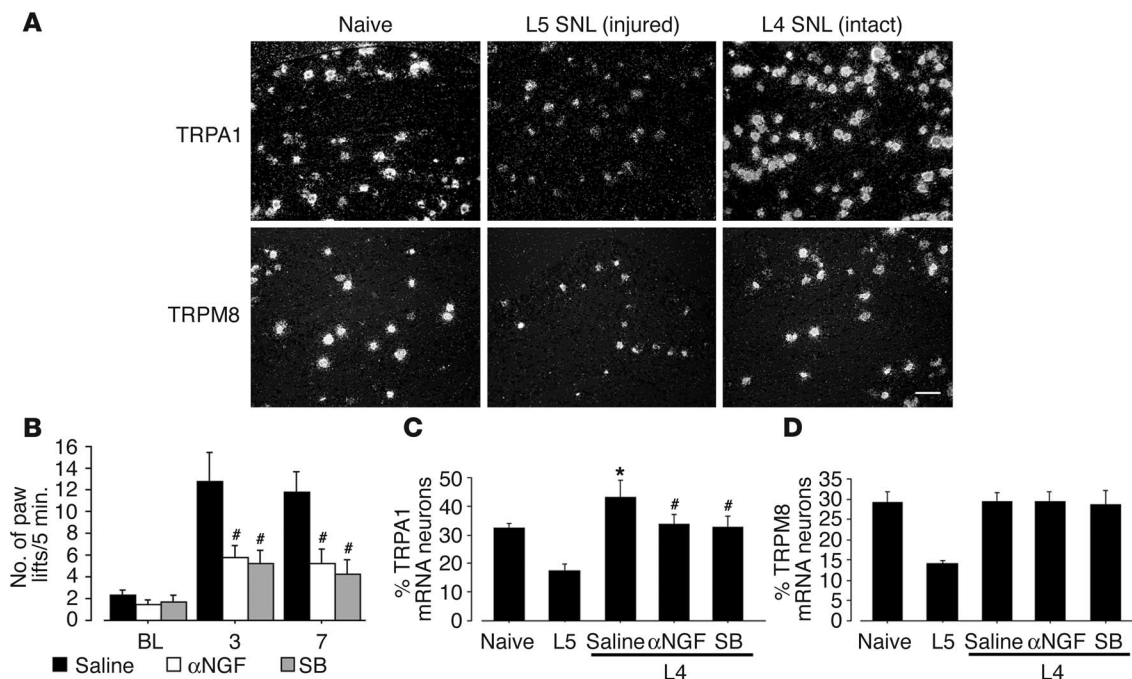 A
Naive
L5 SNL (injured)
L4 SNL (intact)
TRPA1
TRPM8
B
No. of paw
lifts/5 min.
16
14
12
10
8
6
4
2
0
# #
# #
BL 3 7
Saline αNGF SB
C
% TRPA1
mRNA neurons
50
40
30
20
10
0
*
# #
Naive L5 Saline αNGF SB
L4
D
% TRPM8
mRNA neurons
35
30
25
20
15
10
5
0
Naive L5 Saline αNGF SB
L4